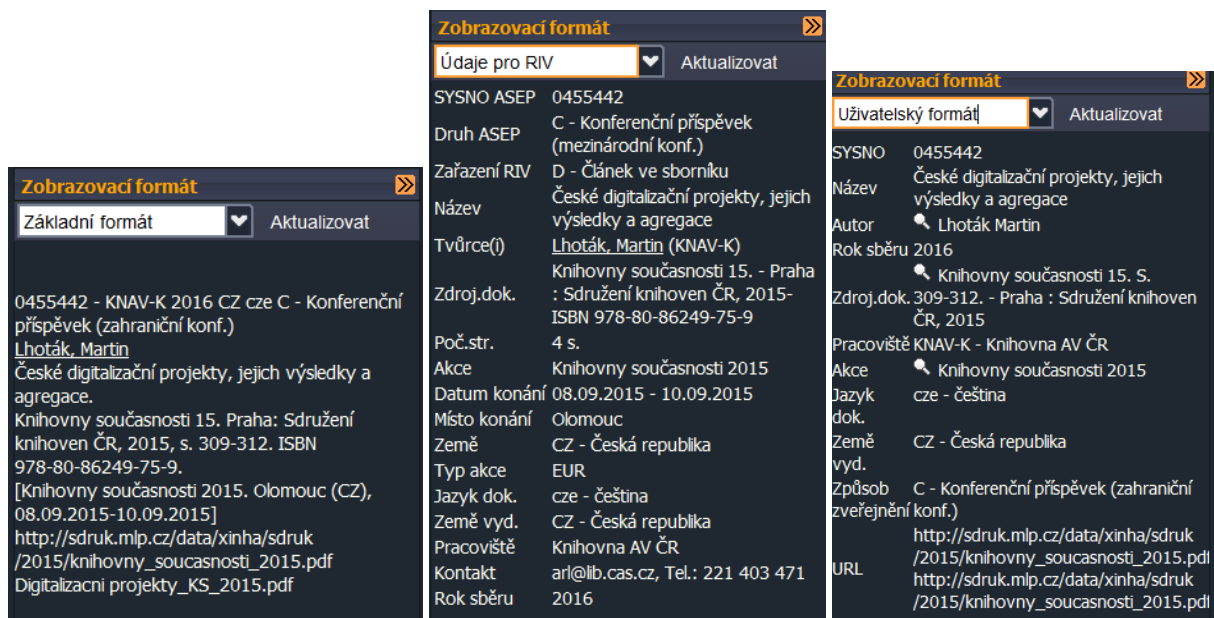 Zobrazovací formát
Základní formát Aktualizovat
0455442 - KNAV-K 2016 CZ cze C - Konferenční
příspěvek (zahraniční konf.)
Lhoták, Martin
České digitalizační projekty, jejich výsledky a
agregace.
Knihovny současnosti 15. Praha: Sdružení
knihoven ČR, 2015, s. 309-312. ISBN
978-80-86249-75-9.
[Knihovny současnosti 2015. Olomouc (CZ),
08.09.2015-10.09.2015]
http://sdruk.mlp.cz/data/xinha/sdruk
/2015/knihovny_soucasnosti_2015.pdf
Digitalizacni projekty_KS_2015.pdf
Zobrazovací formát
Údaje pro RIV Aktualizovat
SYSNO ASEP 0455442
Druh ASEP C - Konferenční příspěvek
(mezinárodní konf.)
Zařazení RIV D - Článek ve sborníku
Název České digitalizační projekty, jejich
výsledky a agregace
Tvůrce(i) Lhoták, Martin (KNAV-K)
Zdroj.dok. Knihovny současnosti 15. - Praha
: Sdružení knihoven ČR, 2015-
ISBN 978-80-86249-75-9
Poč.str. 4 s.
Akce Knihovny současnosti 2015
Datum konání 08.09.2015 - 10.09.2015
Místo konání Olomouc
Země CZ - Česká republika
Typ akce EUR
Jazyk dok. cze - čeština
Země vyd. CZ - Česká republika
Pracoviště Knihovna AV ČR
Kontakt arl@lib.cas.cz, Tel.: 221 403 471
Rok sběru 2016
Zobrazovací formát
Uživatelský formát Aktualizovat
SYSNO 0455442
Název České digitalizační projekty, jejich
výsledky a agregace
Autor Lhoták Martin
Rok sběru 2016
Zdroj.dok. Knihovny současnosti 15. S.
309-312. - Praha : Sdružení knihoven
ČR, 2015
Pracoviště KNAV-K - Knihovna AV ČR
Akce Knihovny současnosti 2015
Jazyk cze - čeština
dok.
Země CZ - Česká republika
vyd.
Způsob C - Konferenční příspěvek (zahraniční
zveřejnění konf.)
URL http://sdruk.mlp.cz/data/xinha/sdruk
/2015/knihovny_soucasnosti_2015.pdf
http://sdruk.mlp.cz/data/xinha/sdruk
/2015/knihovny_soucasnosti_2015.pdf